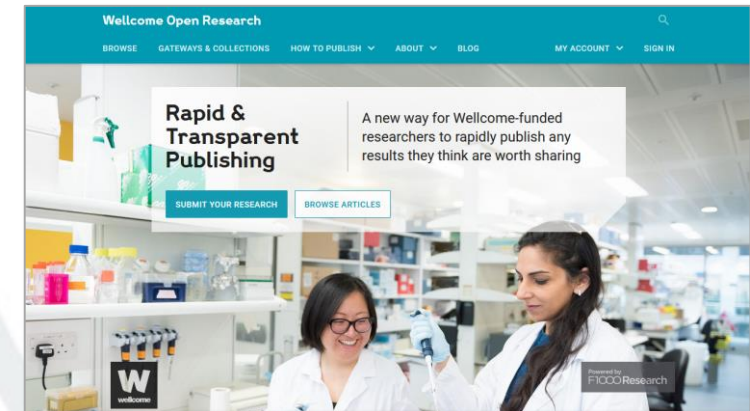 Wellcome Open Research
BROWSE GATEWAYS & COLLECTIONS HOW TO PUBLISH ABOUT BLOG MY ACCOUNT SIGN IN
Rapid &
Transparent
Publishing
A new way for Wellcome-funded
researchers to rapidly publish any
results they think are worth sharing
SUBMIT YOUR RESEARCH BROWSE ARTICLES
W
wellcome
Powered by
F1000Research